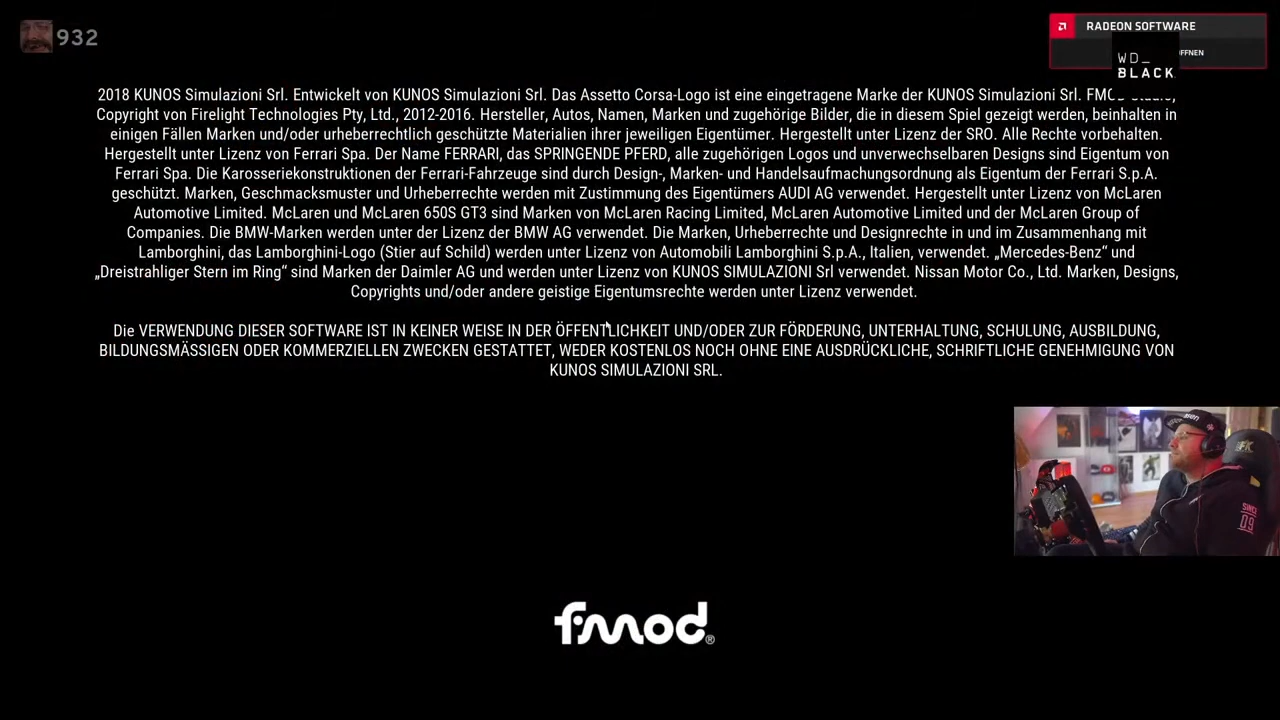 932
RADEON SOFTWARE
ÖFFNEN
WD_
BLACK
2018 KUNOS Simulazioni Srl. Entwickelt von KUNOS Simulazioni Srl. Das Assetto Corsa-Logo ist eine eingetragene Marke der KUNOS Simulazioni Srl. FMOD Studio,
Copyright von Firelight Technologies Pty, Ltd., 2012-2016. Hersteller, Autos, Namen, Marken und zugehörige Bilder, die in diesem Spiel gezeigt werden, beinhalten in
einigen Fällen Marken und/oder urheberrechtlich geschützte Materialien ihrer jeweiligen Eigentümer. Hergestellt unter Lizenz der SRO. Alle Rechte vorbehalten.
Hergestellt unter Lizenz von Ferrari Spa. Der Name FERRARI, das SPRINGENDE PFERD, alle zugehörigen Logos und unverwechselbaren Designs sind Eigentum von
Ferrari Spa. Die Karosseriekonstruktionen der Ferrari-Fahrzeuge sind durch Design-, Marken- und Handelsaufmachungsordnung als Eigentum der Ferrari S.p.A.
geschützt. Marken, Geschmacksmuster und Urheberrechte werden mit Zustimmung des Eigentümers AUDI AG verwendet. Hergestellt unter Lizenz von McLaren
Automotive Limited. McLaren und McLaren 650S GT3 sind Marken von McLaren Racing Limited, McLaren Automotive Limited und der McLaren Group of
Companies. Die BMW-Marken werden unter der Lizenz der BMW AG verwendet. Die Marken, Urheberrechte und Designrechte in und im Zusammenhang mit
Lamborghini, das Lamborghini-Logo (Stier auf Schild) werden unter Lizenz von Automobili Lamborghini S.p.A., Italien, verwendet. „Mercedes-Benz“ und
„Dreistrahliger Stern im Ring“ sind Marken der Daimler AG und werden unter Lizenz von KUNOS SIMULAZIONI Srl verwendet. Nissan Motor Co., Ltd. Marken, Designs,
Copyrights und/oder andere geistige Eigentumsrechte werden unter Lizenz verwendet.
Die VERWENDUNG DIESER SOFTWARE IST IN KEINER WEISE IN DER ÖFFENTLICHKEIT UND/ODER ZUR FÖRDERUNG, UNTERHALTUNG, SCHULUNG, AUSBILDUNG,
BILDUNGSMÄSSIGEN ODER KOMMERZIELLEN ZWECKEN GESTATTET, WEDER KOSTENLOS NOCH OHNE EINE AUSDRÜCKLICHE, SCHRIFTLICHE GENEHMIGUNG VON
KUNOS SIMULAZIONI SRL.
FK
SINCE
09
fmod®